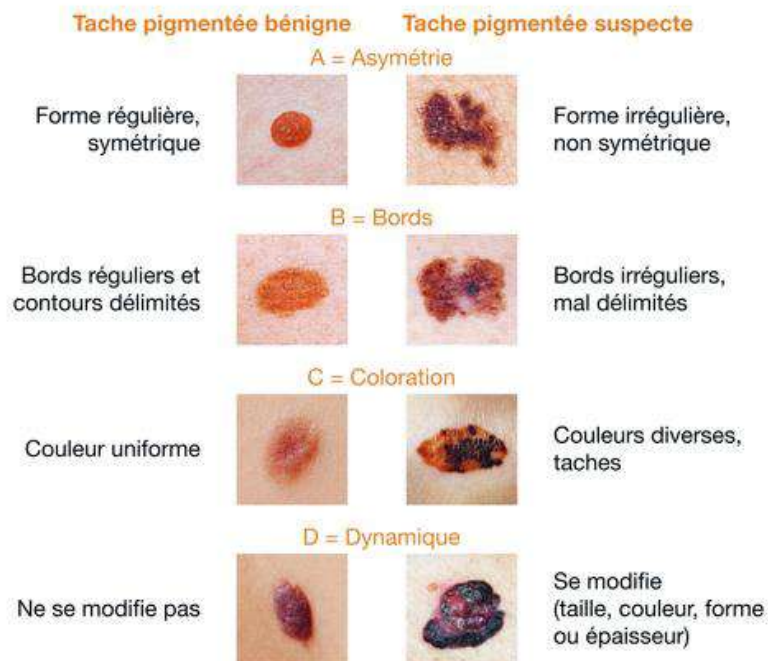 Tache pigmentée bénigne
Tache pigmentée suspecte
A = Asymétrie
Forme régulière,
symétrique
Forme irrégulière,
non symétrique
B = Bords
Bords réguliers et
contours délimités
Bords irréguliers,
mal délimités
C = Coloration
Couleur uniforme
Couleurs diverses,
taches
D = Dynamique
Ne se modifie pas
Se modifie
(taille, couleur, forme
ou épaisseur)